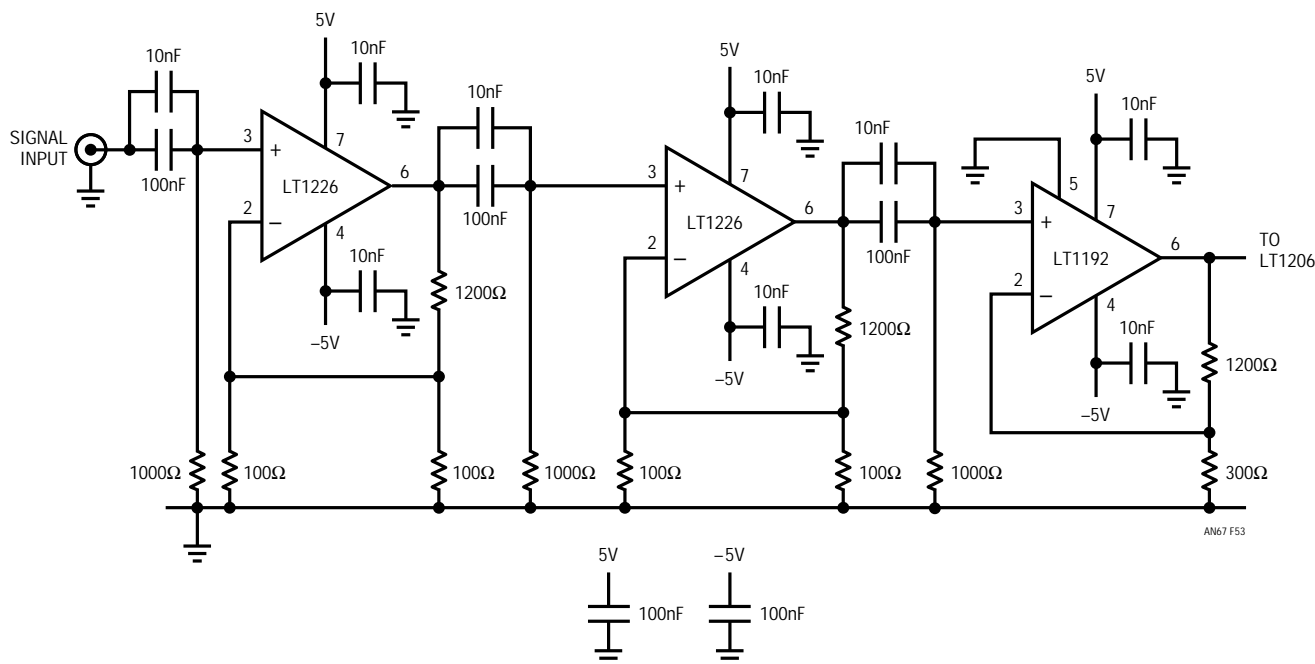 5V
10nF
10nF
SIGNAL
INPUT
100nF
3
+
7
LT1226
6
2
−
4
10nF
−5V
1200Ω
1000Ω
100Ω
100Ω
10nF
100nF
1000Ω
5V
10nF
3
+
7
LT1226
6
2
−
4
10nF
−5V
1200Ω
100Ω
100Ω
10nF
100nF
1000Ω
5V
10nF
5
3
+
7
LT1192
6
2
−
4
10nF
−5V
TO
LT1206
1200Ω
300Ω
AN67 F53
5V
100nF
−5V
100nF